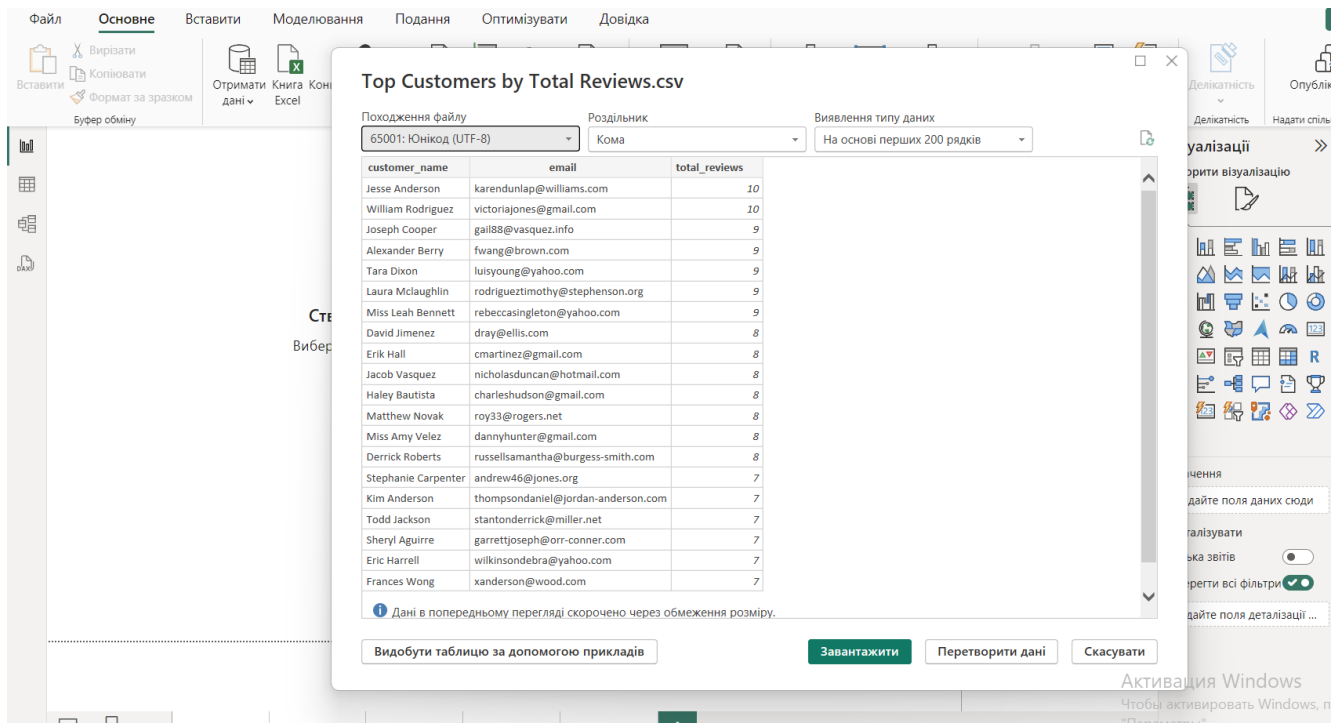 Файл Основне Вставити Моделювання Подання Оптимізувати Довідка
Вставити
Вирізати
Копіювати
Формат за зразком
Буфер обміну
Отримати дані
Книга Excel
Делікатність
Делікатність
Top Customers by Total Reviews.csv
Походження файлу Роздільник Виявлення типу даних
65001: Юнікод (UTF-8) Кома На основі перших 200 рядків
customer_name email total_reviews
Jesse Anderson karendunlap@williams.com 10
William Rodriguez victoriajones@gmail.com 10
Joseph Cooper gail88@vasquez.info 9
Alexander Berry fwang@brown.com 9
Tara Dixon luisyoung@yahoo.com 9
Laura Mclaughlin rodrigueztimothy@stephenson.org 9
Miss Leah Bennett rebeccasingleton@yahoo.com 9
David Jimenez dray@ellis.com 8
Erik Hall cmartinez@gmail.com 8
Jacob Vasquez nicholasduncan@hotmail.com 8
Haley Bautista charleshudson@gmail.com 8
Matthew Novak roy33@rogers.net 8
Miss Amy Velez dannyhunter@gmail.com 8
Derrick Roberts russellsamantha@burgess-smith.com 8
Stephanie Carpenter andrew46@jones.org 7
Kim Anderson thompsondaniel@jordan-anderson.com 7
Todd Jackson stantonderrick@miller.net 7
Sheryl Aguirre garrettjoseph@orr-conner.com 7
Eric Harrell wilkinsondebra@yahoo.com 7
Frances Wong xanderson@wood.com 7
Дані в попередньому перегляді скорочено через обмеження розміру.
Видобути таблицю за допомогою прикладів Завантажити Перетворити дані Скасувати
візуалізацію
поля даних сюди
звітів
всі фільтри
поля деталізації ...
Активация Windows
Чтобы активировать Windows,